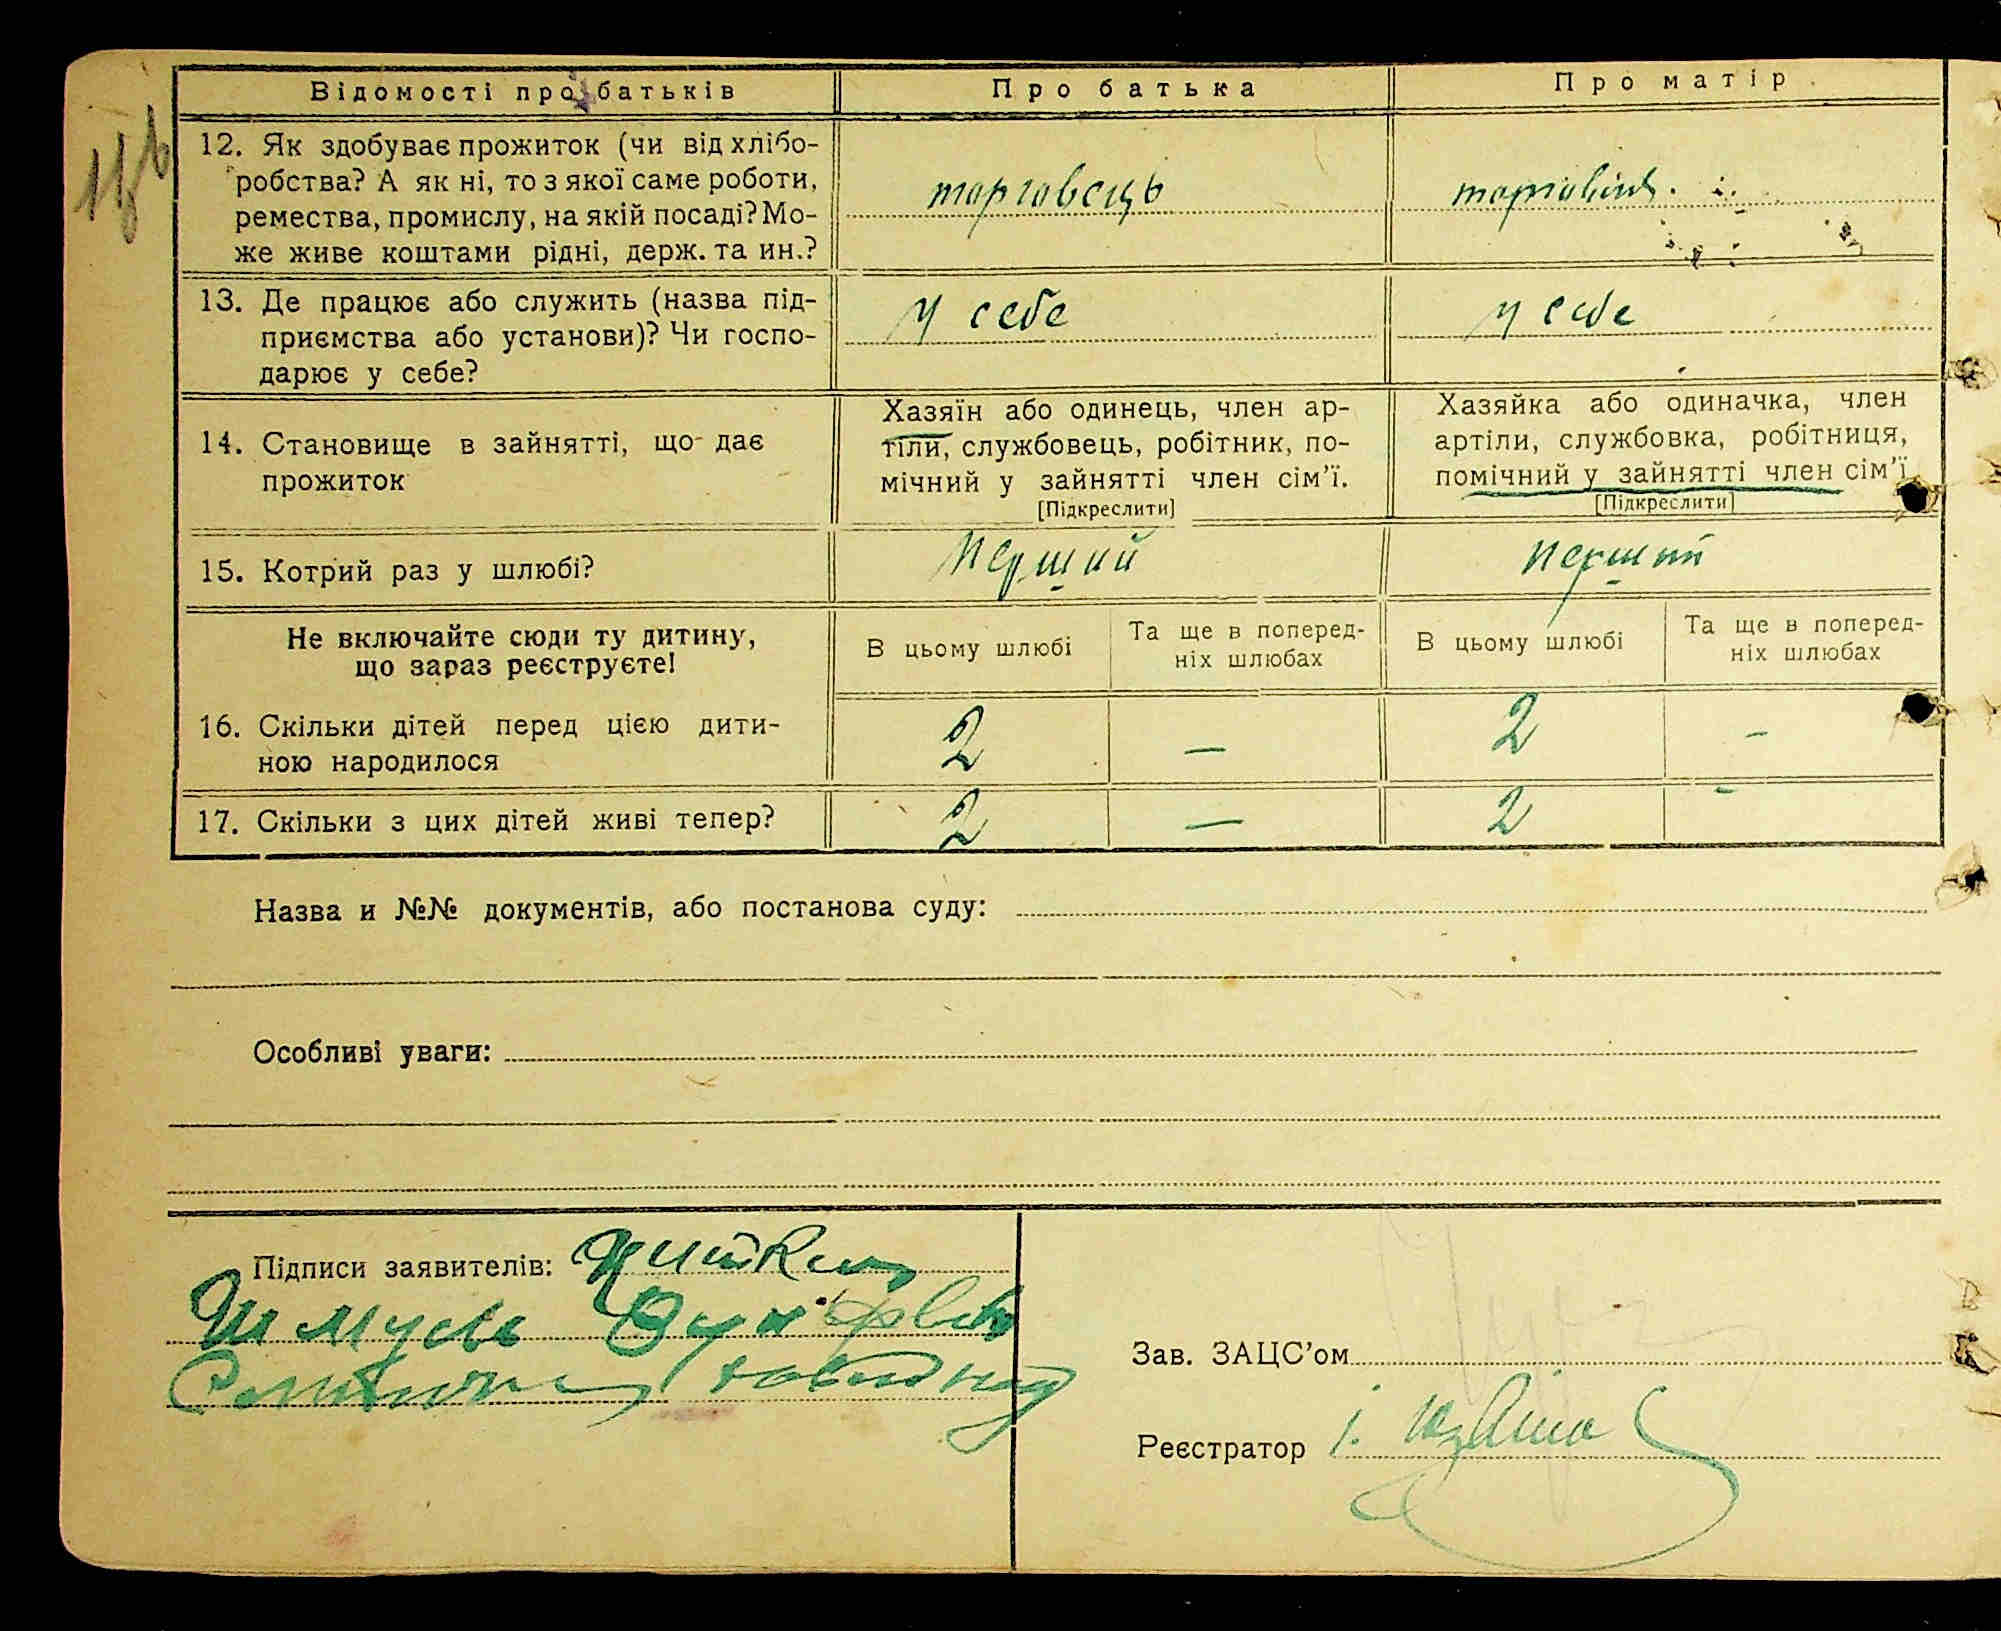 Відомості про батьків
Про батька
Про матір
12. Як здобуває прожиток (чи від хлібо-
робства? А як ні, то з якої саме роботи,
ремества, промислу, на якій посаді? Мо-
же живе коштами рідні, держ. та ин.?
торговець
13. Де працює або служить (назва під-
приємства або установи)? Чи госпо-
дарює у себе?
у себе
у себе
14. Становище в зайнятті, що дає
прожиток
Хазяїн або одинець, член ар-
тіли, службовець, робітник, по-
мічний у зайнятті член сім'ї.
[Підкреслити]
Хазяйка або одиначка, член
артіли, службовка, робітниця,
помічний у зайнятті член сім'ї
[Підкреслити]
15. Котрий раз у шлюбі?
Перший
перший
Не включайте сюди ту дитину,
що зараз реєструєте!
В цьому шлюбі
Та ще в поперед-
ніх шлюбах
В цьому шлюбі
Та ще в поперед-
ніх шлюбах
16. Скільки дітей перед цією дити-
ною народилося
2
—
2
-
17. Скільки з цих дітей живі тепер?
2
—
2
-
Назва и №№ документів, або постанова суду:
Особливі уваги:
Підписи заявителів:
Шмуль
Зав. ЗАЦС'ом
Реєстратор І.